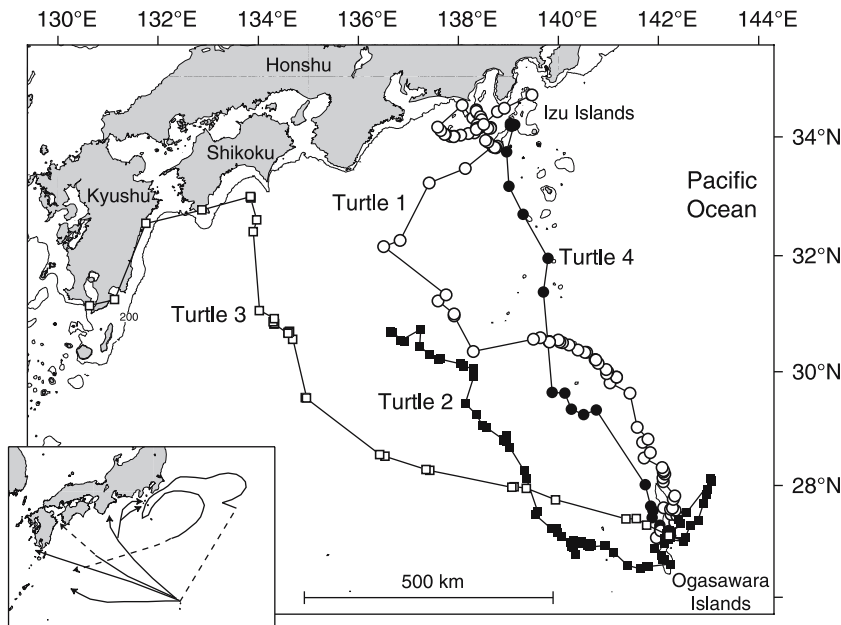 130°E 132°E 134°E 136°E 138°E 140°E 142°E 144°E
Honshu
Izu Islands
34°N
Shikoku
Kyushu
Pacific
Ocean
Turtle 1
32°N
Turtle 4
Turtle 3
200
30°N
Turtle 2
28°N
500 km
Ogasawara
Islands